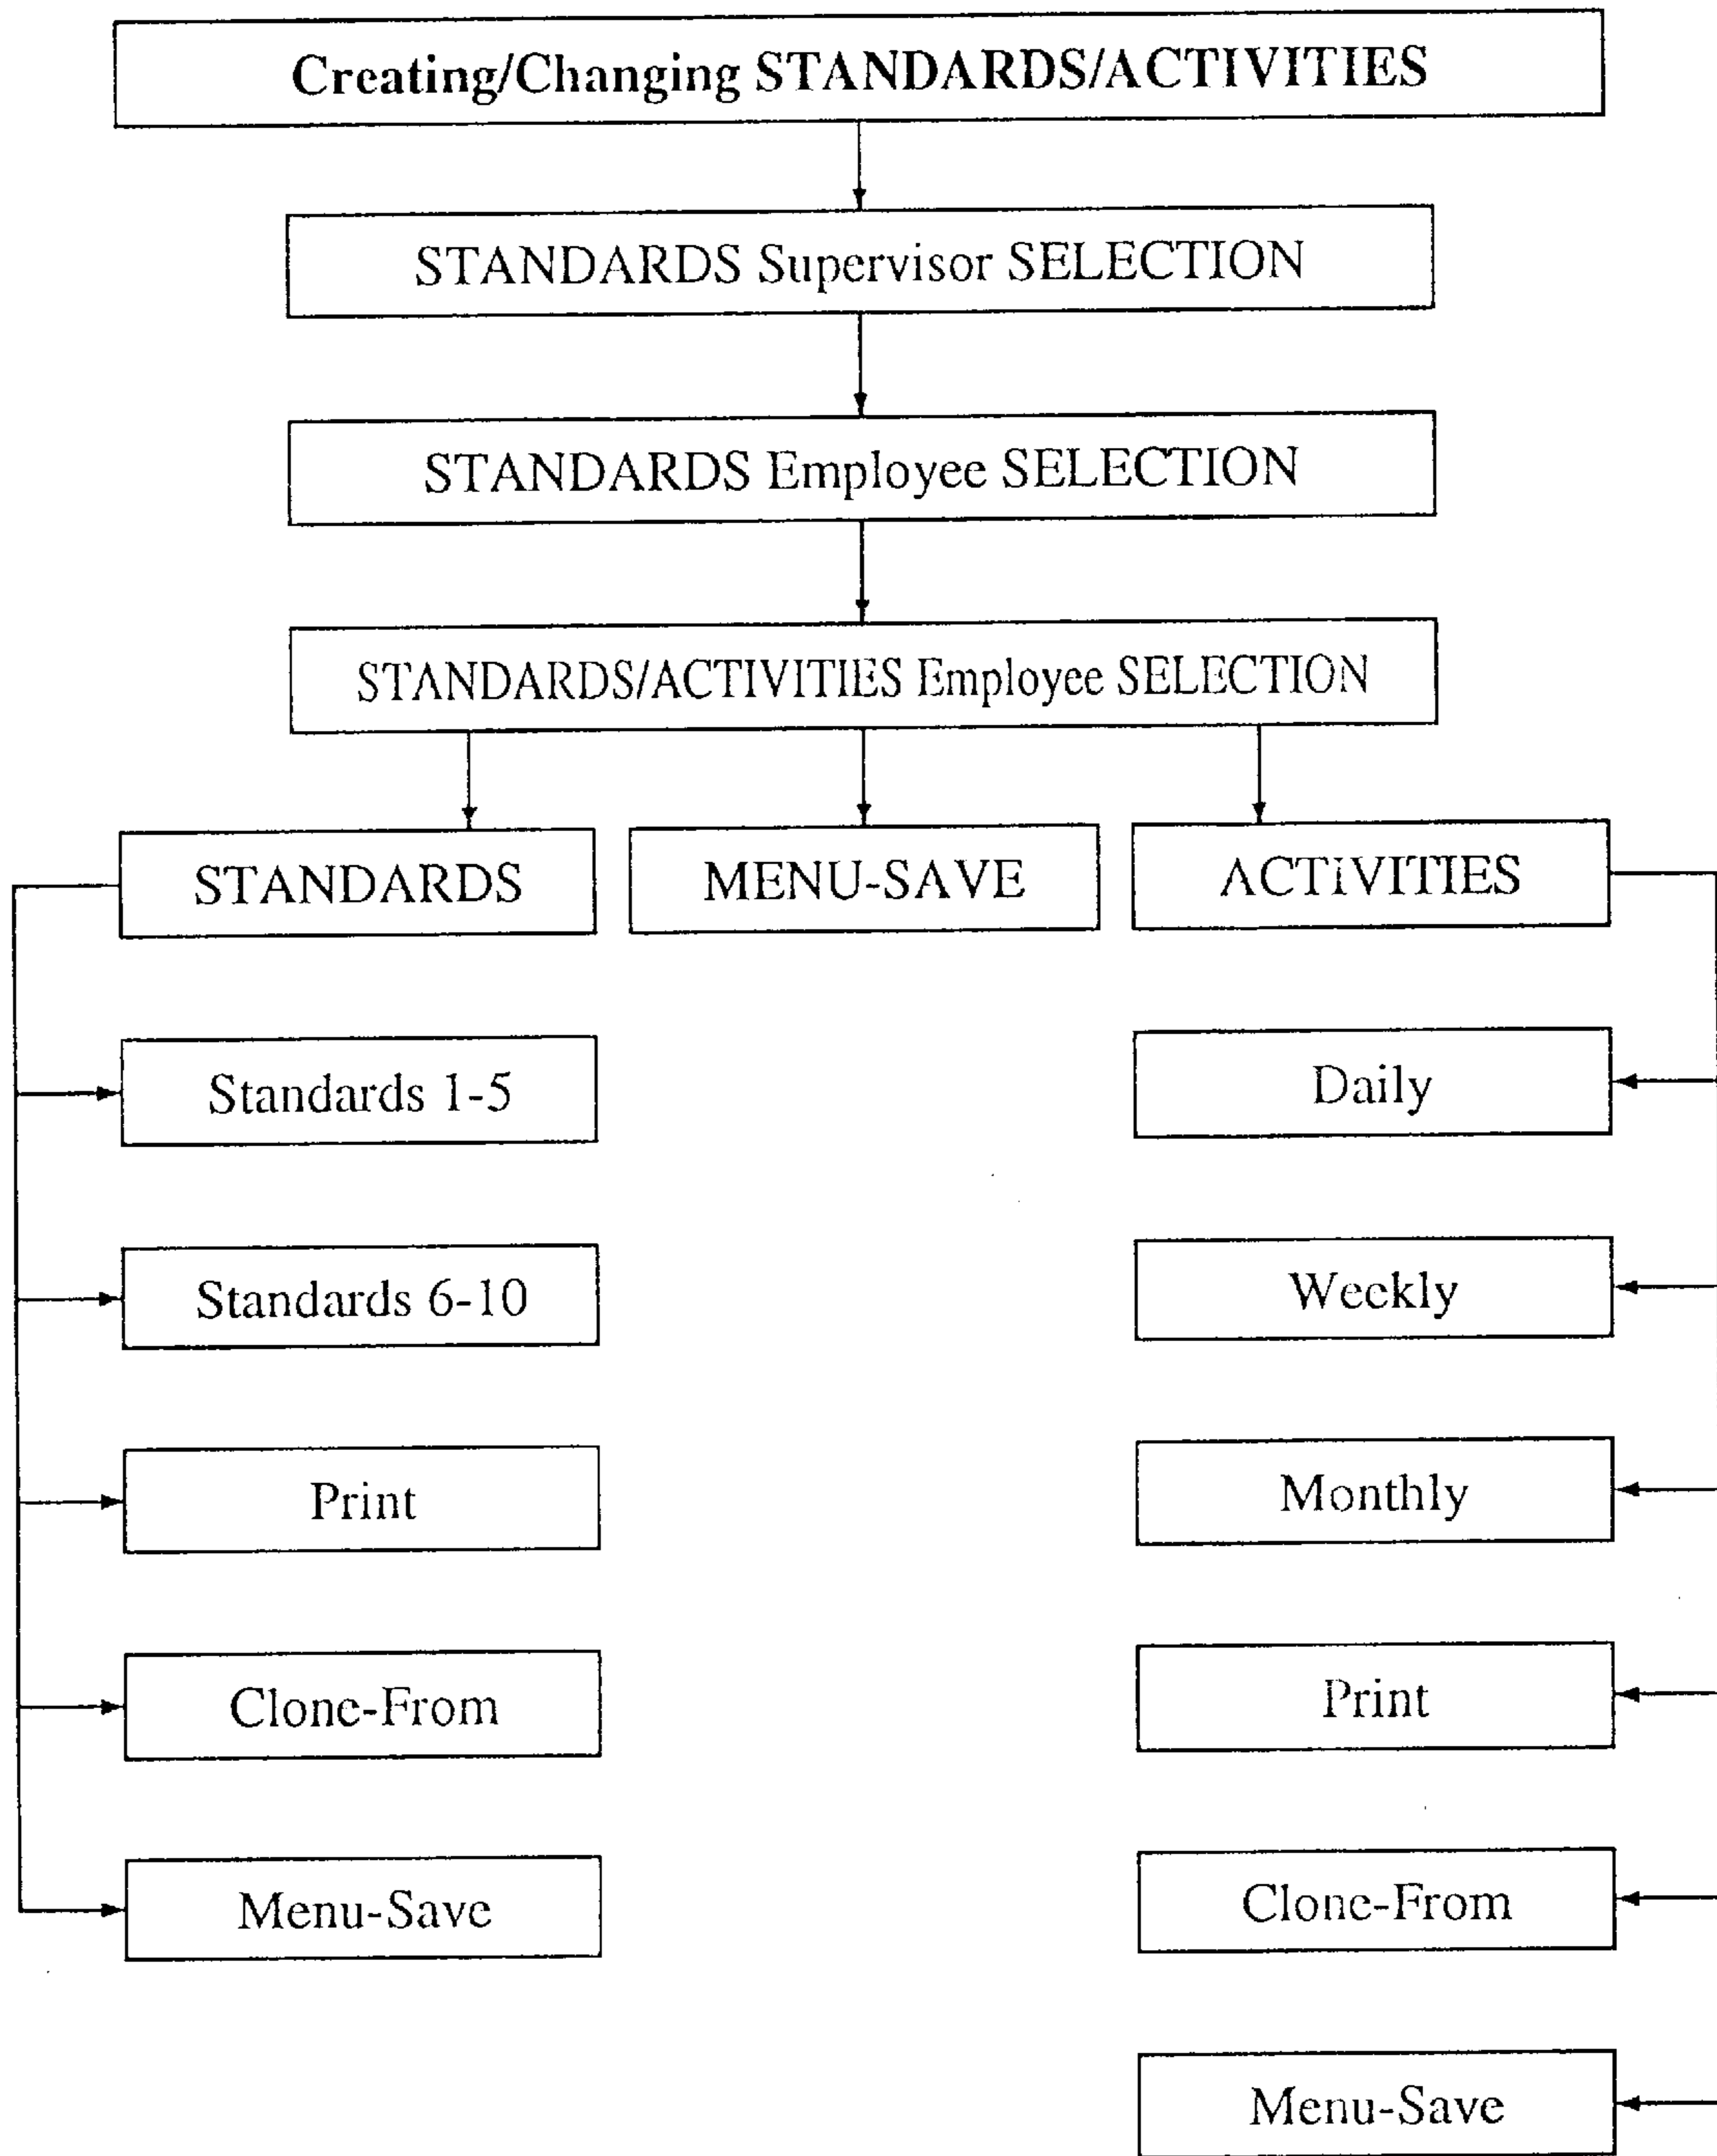 Creating/Changing STANDARDS/ACTIVITIES
STANDARDS Supervisor SELECTION
STANDARDS Employee SELECTION
STANDARDS/ACTIVITIES Employee SELECTION
STANDARDS
MENU-SAVE
ACTIVITIES
Standards 1-5
Standards 6-10
Print
Clone-From
Menu-Save
Daily
Weekly
Monthly
Print
Clone-From
Menu-Save